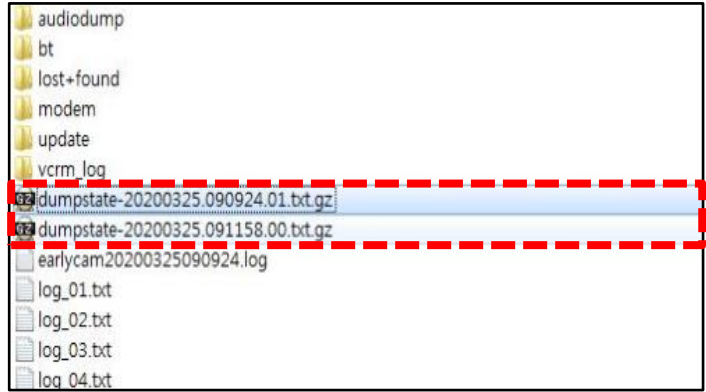 audiodump
bt
lost+found
modem
update
vcrm_log
dumpstate-20200325.090924.01.txt.gz
dumpstate-20200325.091158.00.txt.gz
earlycam20200325090924.log
log_01.txt
log_02.txt
log_03.txt
log_04.txt